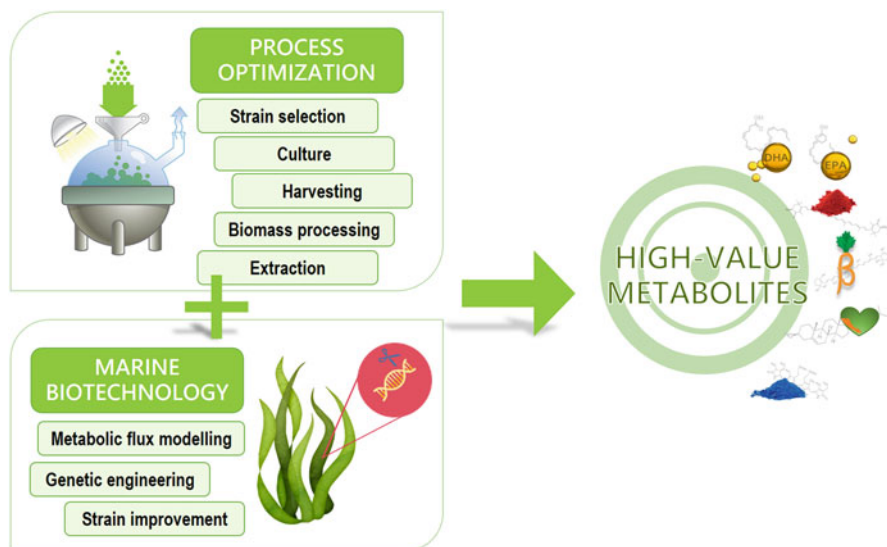 PROCESS
OPTIMIZATION
Strain selection
Culture
Harvesting
Biomass processing
Extraction
MARINE
BIOTECHNOLOGY
Metabolic flux modelling
Genetic engineering
Strain improvement
HIGH-VALUE
METABOLITES
DHA
EPA
β